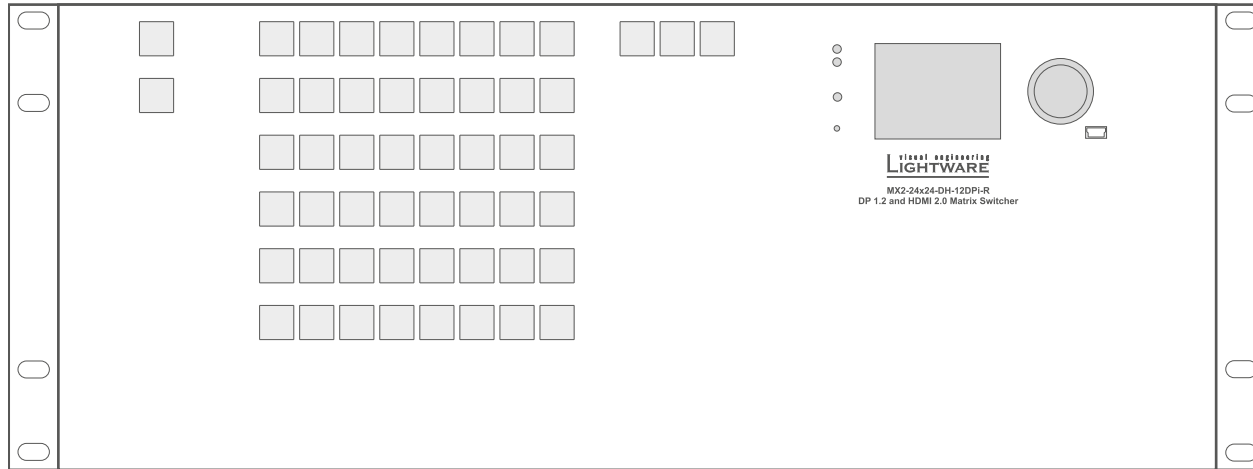 visual engineering
LIGHTWARE
MX2-24x24-DH-12DPi-R
DP 1.2 and HDMI 2.0 Matrix Switcher